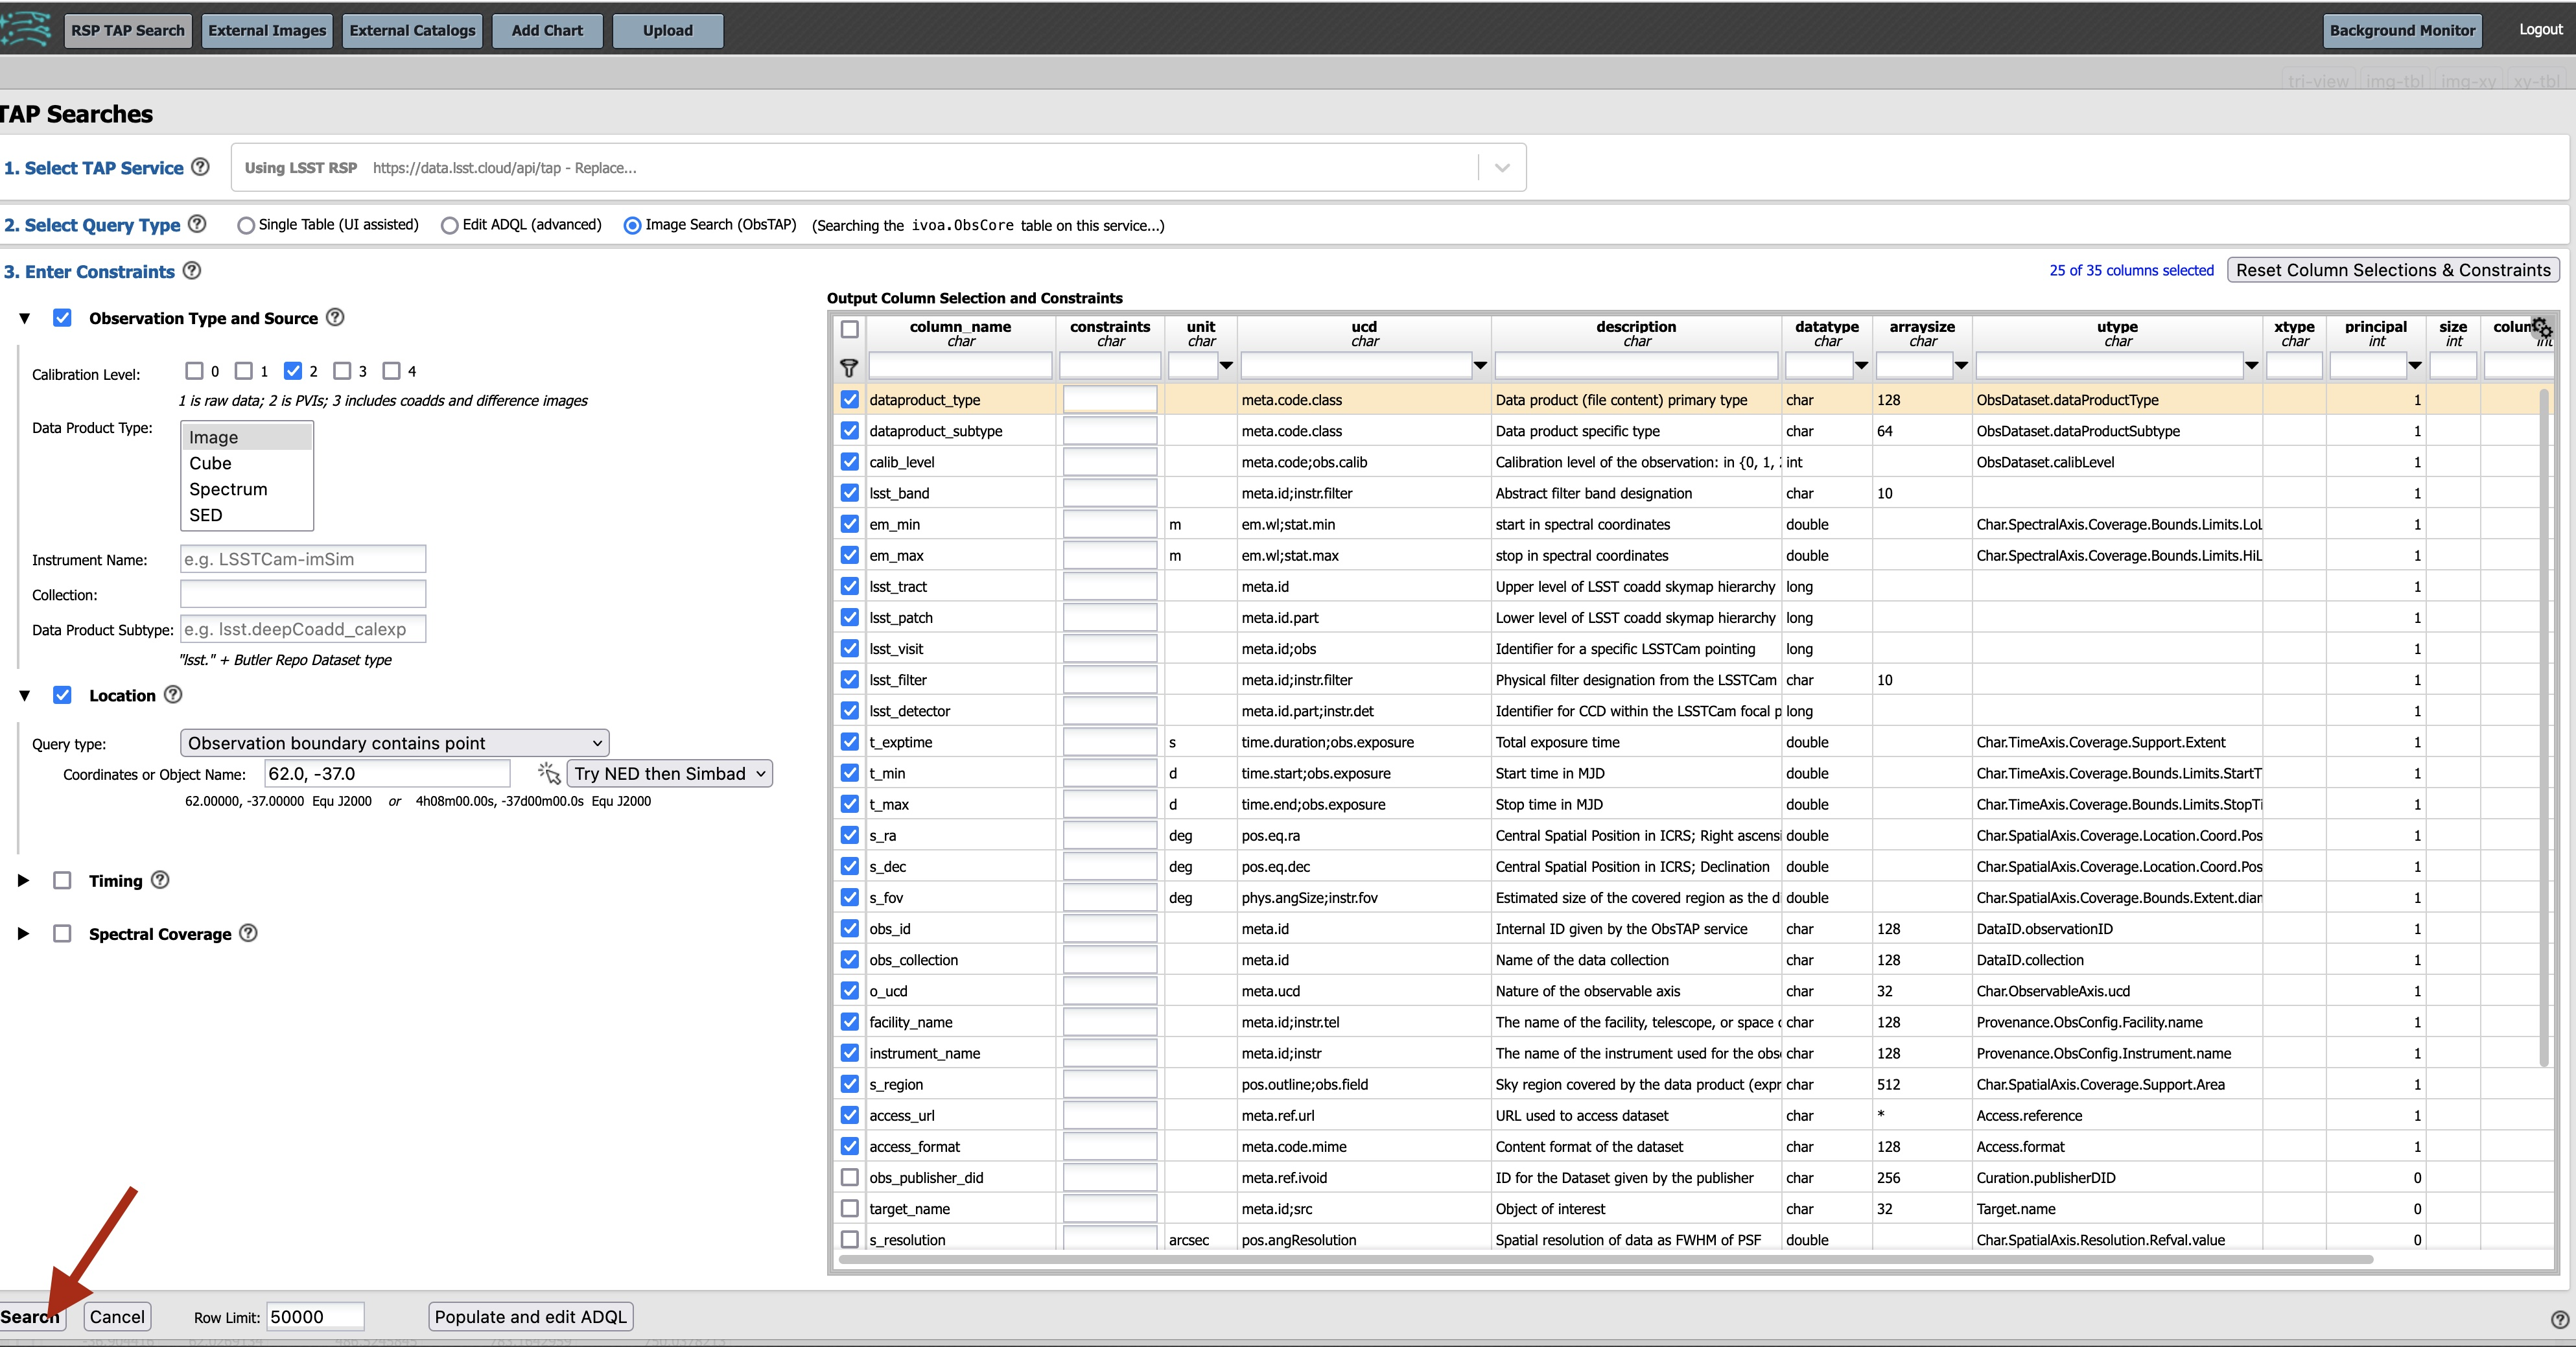 RSP TAP Search External Images External Catalogs Add Chart Upload Background Monitor Logout
tri-view img-tbl img-xy xy-tbl
TAP Searches
1. Select TAP Service Using LSST RSP https://data.lsst.cloud/api/tap - Replace...
2. Select Query Type Single Table (UI assisted) Edit ADQL (advanced) Image Search (ObsTAP) (Searching the ivoa.ObsCore table on this service...)
3. Enter Constraints 25 of 35 columns selected Reset Column Selections & Constraints
Observation Type and Source
Calibration Level: 0 1 2 3 4
1 is raw data; 2 is PVIs; 3 includes coadds and difference images
Data Product Type: Image
Cube
Spectrum
SED
Instrument Name: e.g. LSSTCam-imSim
Collection:
Data Product Subtype: e.g. lsst.deepCoadd_calexp
"lsst." + Butler Repo Dataset type
Location
Query type: Observation boundary contains point
Coordinates or Object Name: 62.0, -37.0 Try NED then Simbad
62.00000, -37.00000 Equ J2000 or 4h08m00.00s, -37d00m00.0s Equ J2000
Timing
Spectral Coverage
Output Column Selection and Constraints
column_name constraints unit ucd description datatype arraysize utype xtype principal size colum
char char char char char char char char char int int int
dataproduct_type meta.code.class Data product (file content) primary type char 128 ObsDataset.dataProductType 1
dataproduct_subtype meta.code.class Data product specific type char 64 ObsDataset.dataProductSubtype 1
calib_level meta.code;obs.calib Calibration level of the observation: in {0, 1, int ObsDataset.calibLevel 1
lsst_band meta.id;instr.filter Abstract filter band designation char 10 1
em_min m em.wl;stat.min start in spectral coordinates double Char.SpectralAxis.Coverage.Bounds.Limits.LoL 1
em_max m em.wl;stat.max stop in spectral coordinates double Char.SpectralAxis.Coverage.Bounds.Limits.HiL 1
lsst_tract meta.id Upper level of LSST coadd skymap hierarchy long 1
lsst_patch meta.id.part Lower level of LSST coadd skymap hierarchy long 1
lsst_visit meta.id;obs Identifier for a specific LSSTCam pointing long 1
lsst_filter meta.id;instr.filter Physical filter designation from the LSSTCam char 10 1
lsst_detector meta.id.part;instr.det Identifier for CCD within the LSSTCam focal p long 1
t_exptime s time.duration;obs.exposure Total exposure time double Char.TimeAxis.Coverage.Support.Extent 1
t_min d time.start;obs.exposure Start time in MJD double Char.TimeAxis.Coverage.Bounds.Limits.StartT 1
t_max d time.end;obs.exposure Stop time in MJD double Char.TimeAxis.Coverage.Bounds.Limits.StopTi 1
s_ra deg pos.eq.ra Central Spatial Position in ICRS; Right ascensi double Char.SpatialAxis.Coverage.Location.Coord.Pos 1
s_dec deg pos.eq.dec Central Spatial Position in ICRS; Declination double Char.SpatialAxis.Coverage.Location.Coord.Pos 1
s_fov deg phys.angSize;instr.fov Estimated size of the covered region as the d double Char.SpatialAxis.Coverage.Bounds.Extent.diar 1
obs_id meta.id Internal ID given by the ObsTAP service char 128 DataID.observationID 1
obs_collection meta.id Name of the data collection char 128 DataID.collection 1
o_ucd meta.ucd Nature of the observable axis char 32 Char.ObservableAxis.ucd 1
facility_name meta.id;instr.tel The name of the facility, telescope, or space char 128 Provenance.ObsConfig.Facility.name 1
instrument_name meta.id;instr The name of the instrument used for the obs char 128 Provenance.ObsConfig.Instrument.name 1
s_region pos.outline;obs.field Sky region covered by the data product (expr char 512 Char.SpatialAxis.Coverage.Support.Area 1
access_url meta.ref.url URL used to access dataset char * Access.reference 1
access_format meta.code.mime Content format of the dataset char 128 Access.format 1
obs_publisher_did meta.ref.ivoid ID for the Dataset given by the publisher char 256 Curation.publisherDID 0
target_name meta.id;src Object of interest char 32 Target.name 0
s_resolution arcsec pos.angResolution Spatial resolution of data as FWHM of PSF double Char.SpatialAxis.Resolution.Refval.value 0
Search Cancel Row Limit: 50000 Populate and edit ADQL